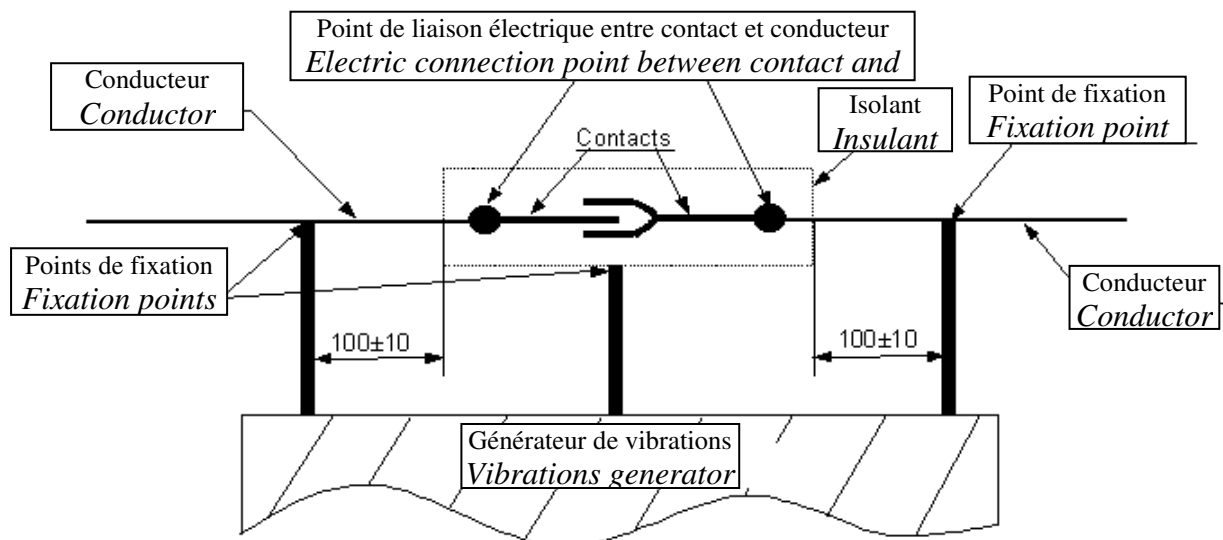 Point de liaison électrique entre contact et conducteur
Electric connection point between contact and
Conducteur
Conductor
Isolant
Insulant
Point de fixation
Fixation point
Contacts
Points de fixation
Fixation points
Conducteur
Conductor
100±10
100±10
Générateur de vibrations
Vibrations generator